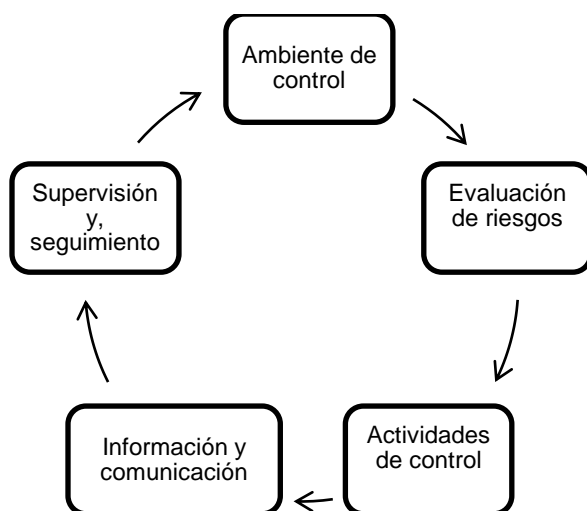 Ambiente de
control
Evaluación
de riesgos
Actividades
de control
Información y
comunicación
Supervisión
y,
seguimiento